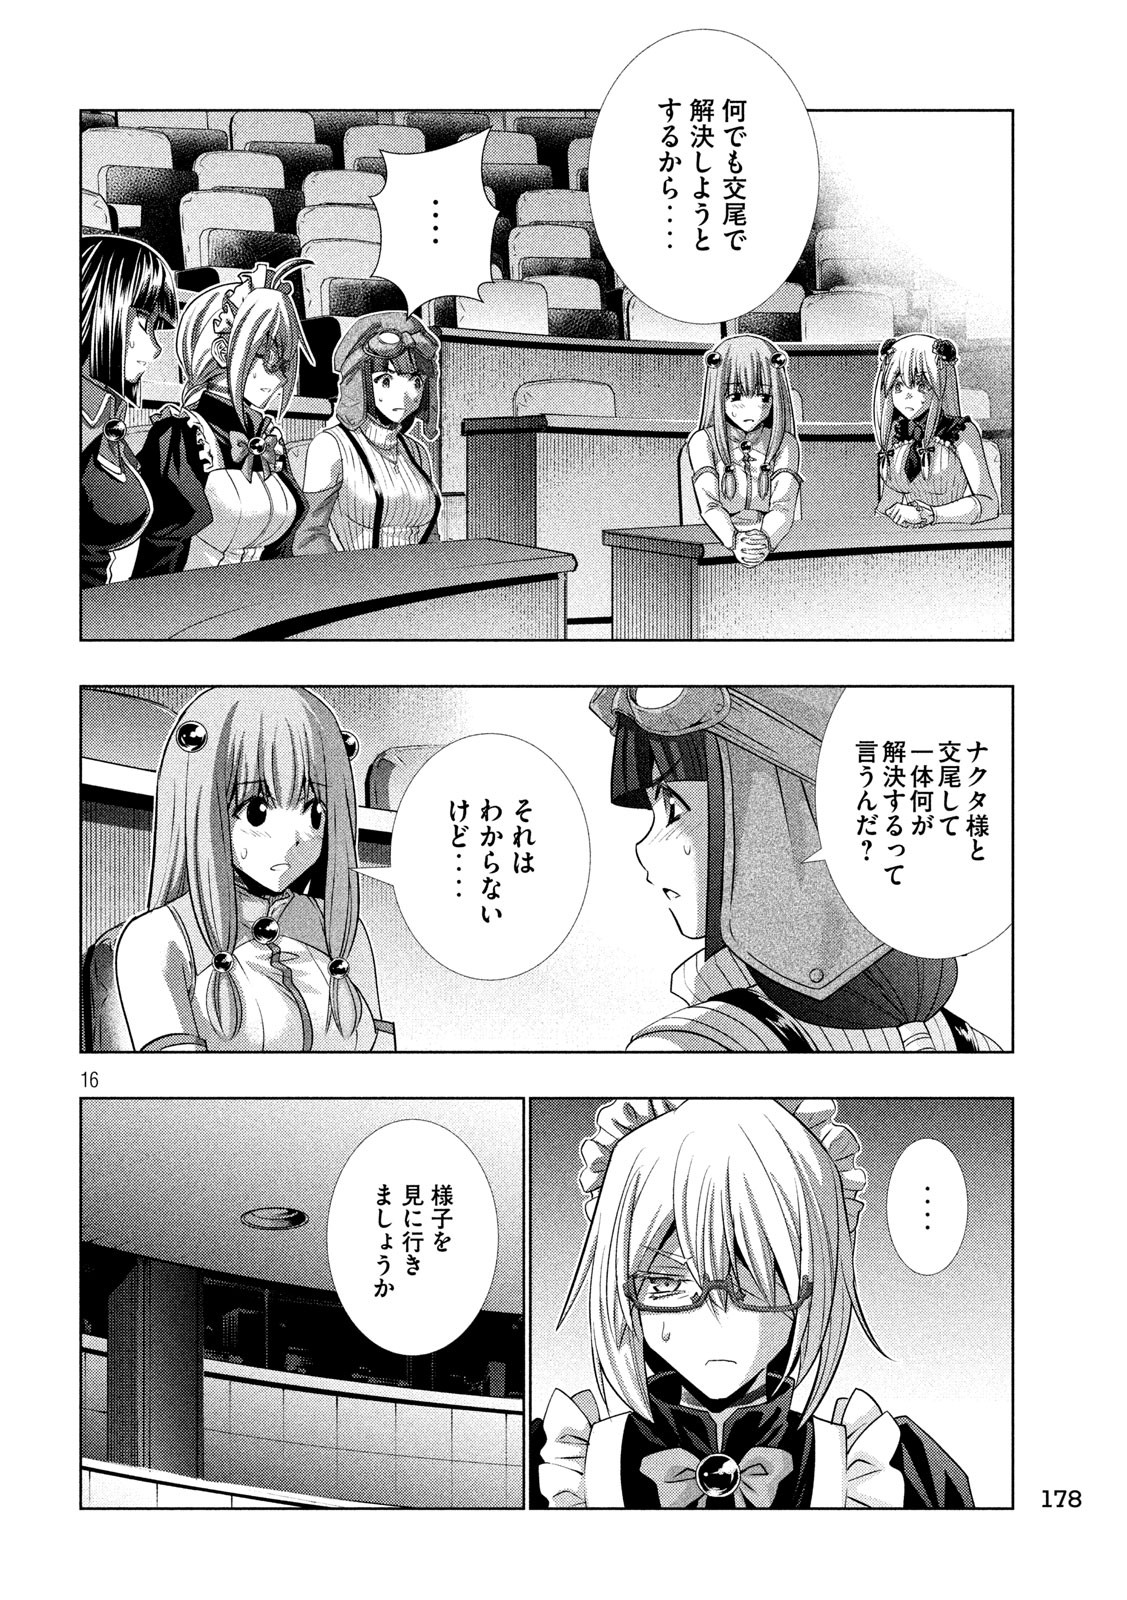 何でも交尾で
解決しようと
するから‥‥
‥‥
ナクタ様と
交尾して
一体何が
解決するって
言うんだ？
それは
わからない
けど‥‥
16
‥‥
様子を
見に行き
ましょうか
178